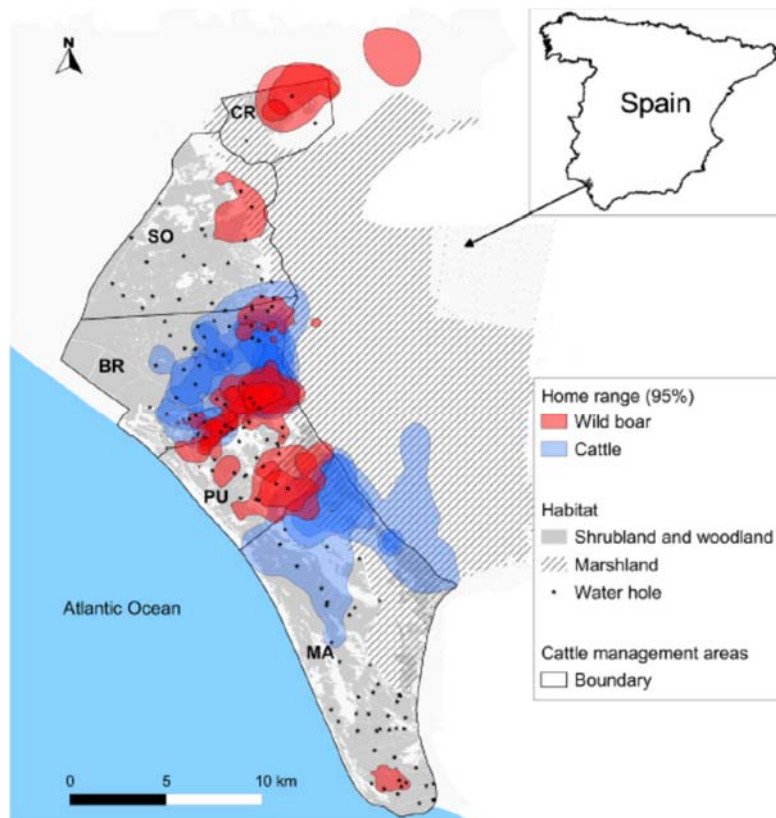 N
CR
Spain
SO
BR
Home range (95%)
Wild boar
Cattle
PU
Habitat
Shrubland and woodland
Marshland
Water hole
Atlantic Ocean
MA
Cattle management areas
Boundary
0 5 10 km